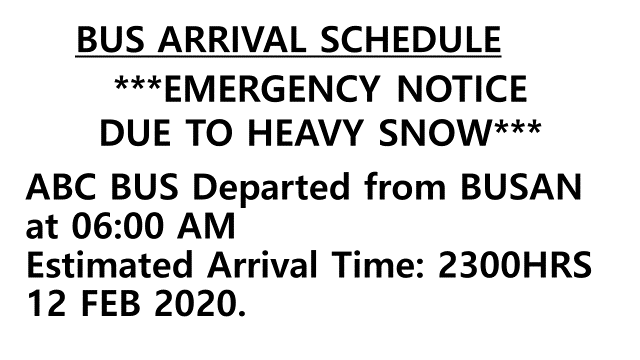 BUS ARRIVAL SCHEDULE
***EMERGENCY NOTICE
DUE TO HEAVY SNOW***
ABC BUS Departed from BUSAN
at 06:00 AM
Estimated Arrival Time: 2300HRS
12 FEB 2020.